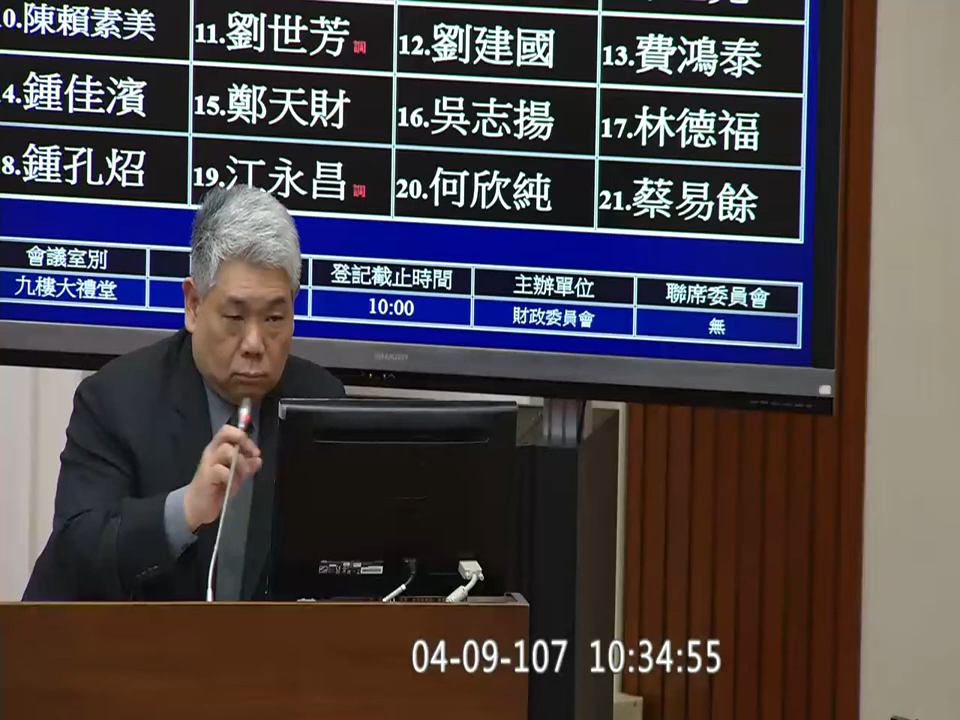 0.陳賴素美 11.劉世芳 調 12.劉建國 13.費鴻泰
4.鍾佳濱 15.鄭天財 16.吳志揚 17.林德福
8.鍾孔炤 19.江永昌 調 20.何欣純 21.蔡易餘
會議室別 登記截止時間 主辦單位 聯席委員會
九樓大禮堂 10:00 財政委員會 無
SHARP
04-09-107 10:34:55